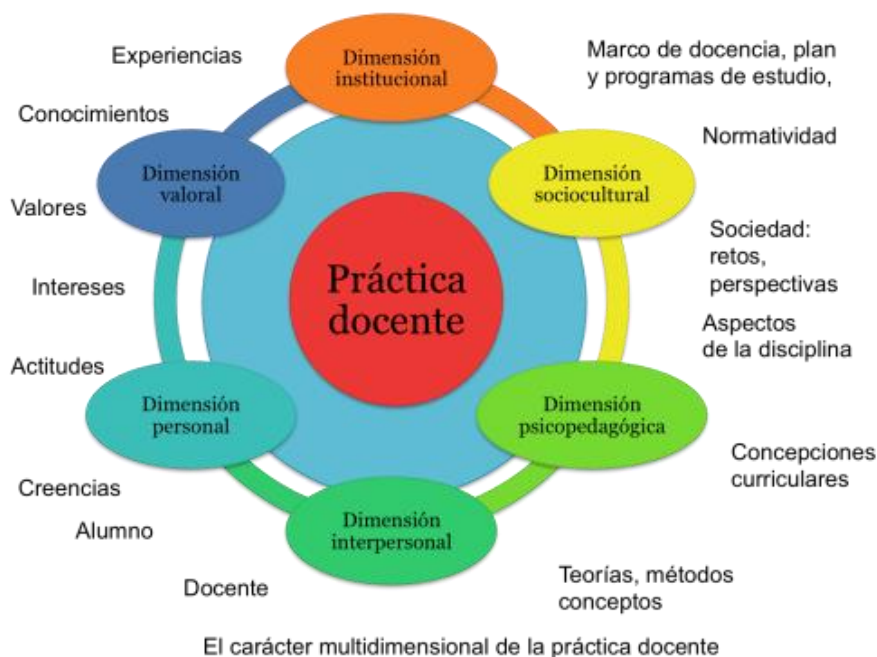 Experiencias
Dimensión
institucional
Marco de docencia, plan
y programas de estudio,
Conocimientos
Normatividad
Dimensión
valoral
Dimensión
sociocultural
Valores
Sociedad:
retos,
perspectivas
Intereses
Práctica
docente
Aspectos
de la disciplina
Actitudes
Dimensión
personal
Dimensión
psicopedagógica
Concepciones
curriculares
Creencias
Alumno
Dimensión
interpersonal
Docente
Teorías, métodos
conceptos
El carácter multidimensional de la práctica docente